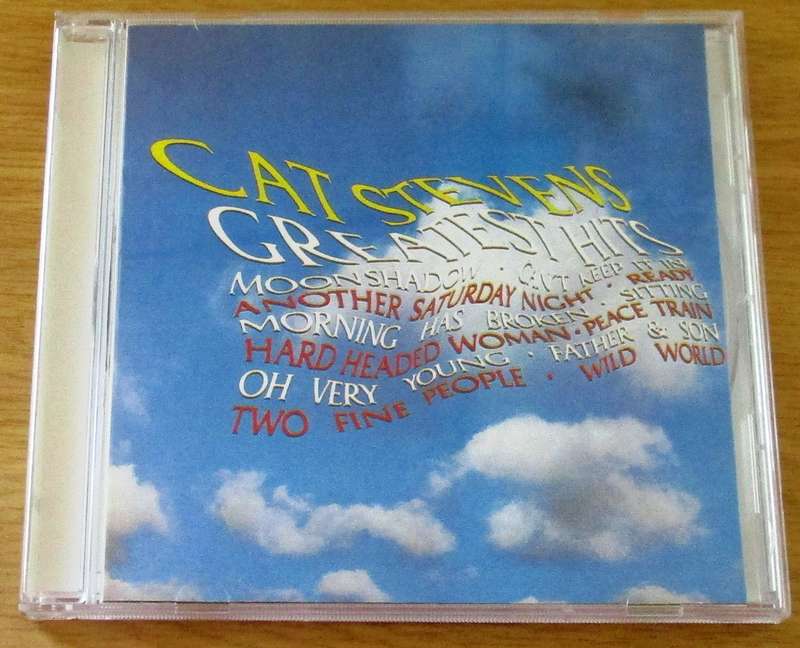 CAT STEVENS
GREATEST HITS
MOONSHADOW · CAN'T KEEP IT IN
ANOTHER SATURDAY NIGHT · READY
MORNING HAS BROKEN · SITTING
HARD HEADED WOMAN · PEACE TRAIN
OH VERY YOUNG · FATHER & SON
TWO FINE PEOPLE · WILD WORLD